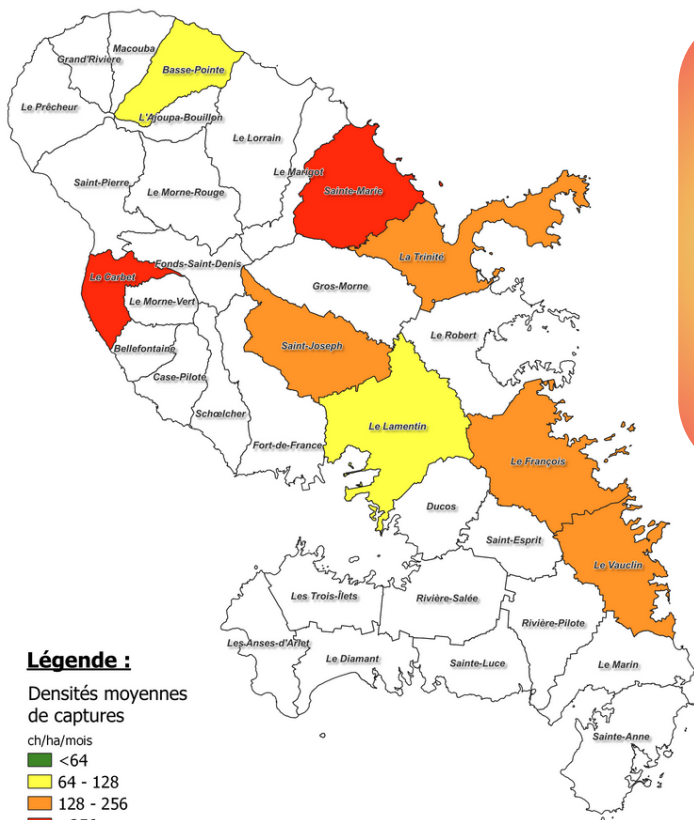 Macouba
Grand'Rivière
Basse-Pointe
Le Prêcheur
L'Ajoupa-Bouillon
Le Lorrain
Le Marigot
Saint-Pierre
Le Morne-Rouge
Sainte-Marie
La Trinité
Fonds-Saint-Denis
Le Carbet
Gros-Morne
Le Morne-Vert
Le Robert
Bellefontaine
Saint-Joseph
Case-Pilote
Schœlcher
Le Lamentin
Fort-de-France
Le François
Ducos
Saint-Esprit
Le Vauclin
Les Trois-Îlets
Rivière-Salée
Rivière-Pilote
Les Anses-d'Arlet
Le Diamant
Sainte-Luce
Le Marin
Sainte-Anne
Légende :
Densités moyennes
de captures
ch/ha/mois
<64
64 - 128
128 - 256